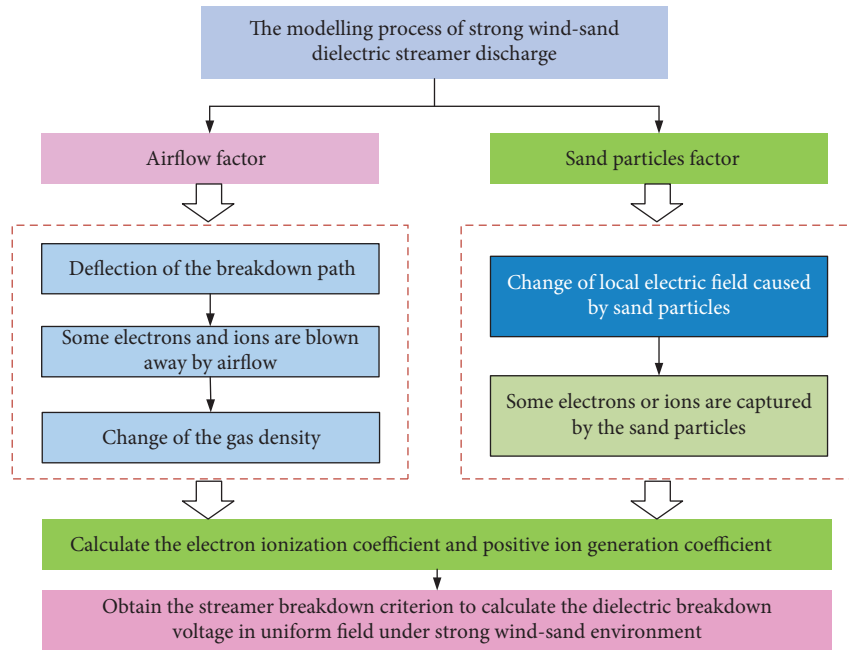 The modelling process of strong wind-sand
dielectric streamer discharge
Airflow factor
Sand particles factor
Deflection of the breakdown path
Some electrons and ions are blown
away by airflow
Change of the gas density
Change of local electric field caused
by sand particles
Some electrons or ions are captured
by the sand particles
Calculate the electron ionization coefficient and positive ion generation coefficient
Obtain the streamer breakdown criterion to calculate the dielectric breakdown
voltage in uniform field under strong wind-sand environment